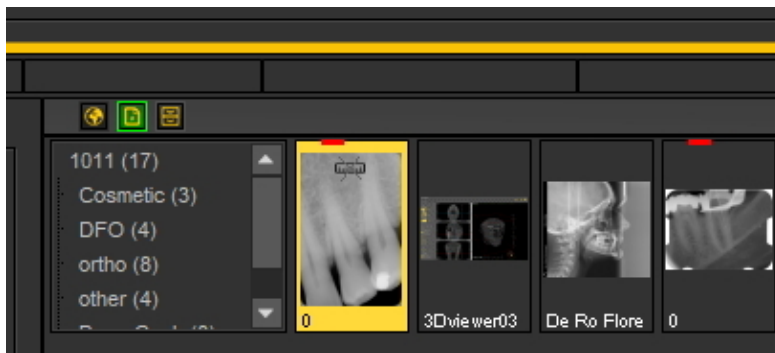 1011 (17)
Cosmetic (3)
DFO (4)
ortho (8)
other (4)
0
3Dviewer03
De Ro Flore
0